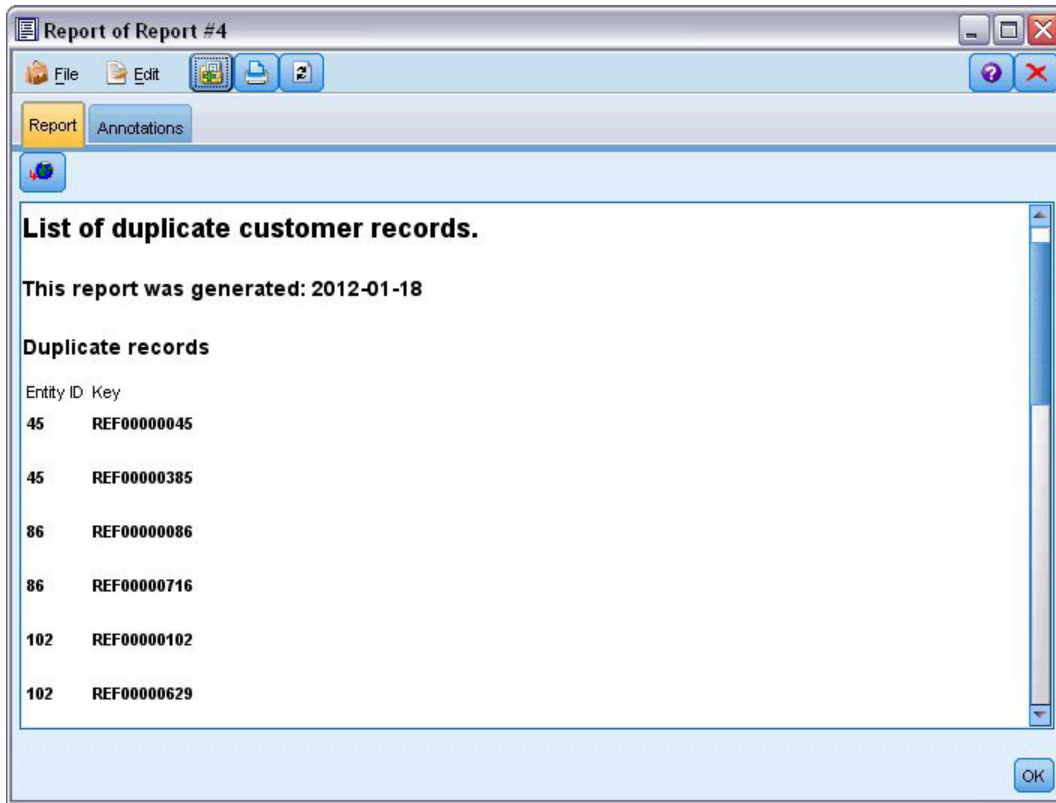 Report of Report #4
File Edit
Report Annotations
List of duplicate customer records.
This report was generated: 2012-01-18
Duplicate records
Entity ID Key
45 REF00000045
45 REF00000385
86 REF00000086
86 REF00000716
102 REF00000102
102 REF00000629
OK